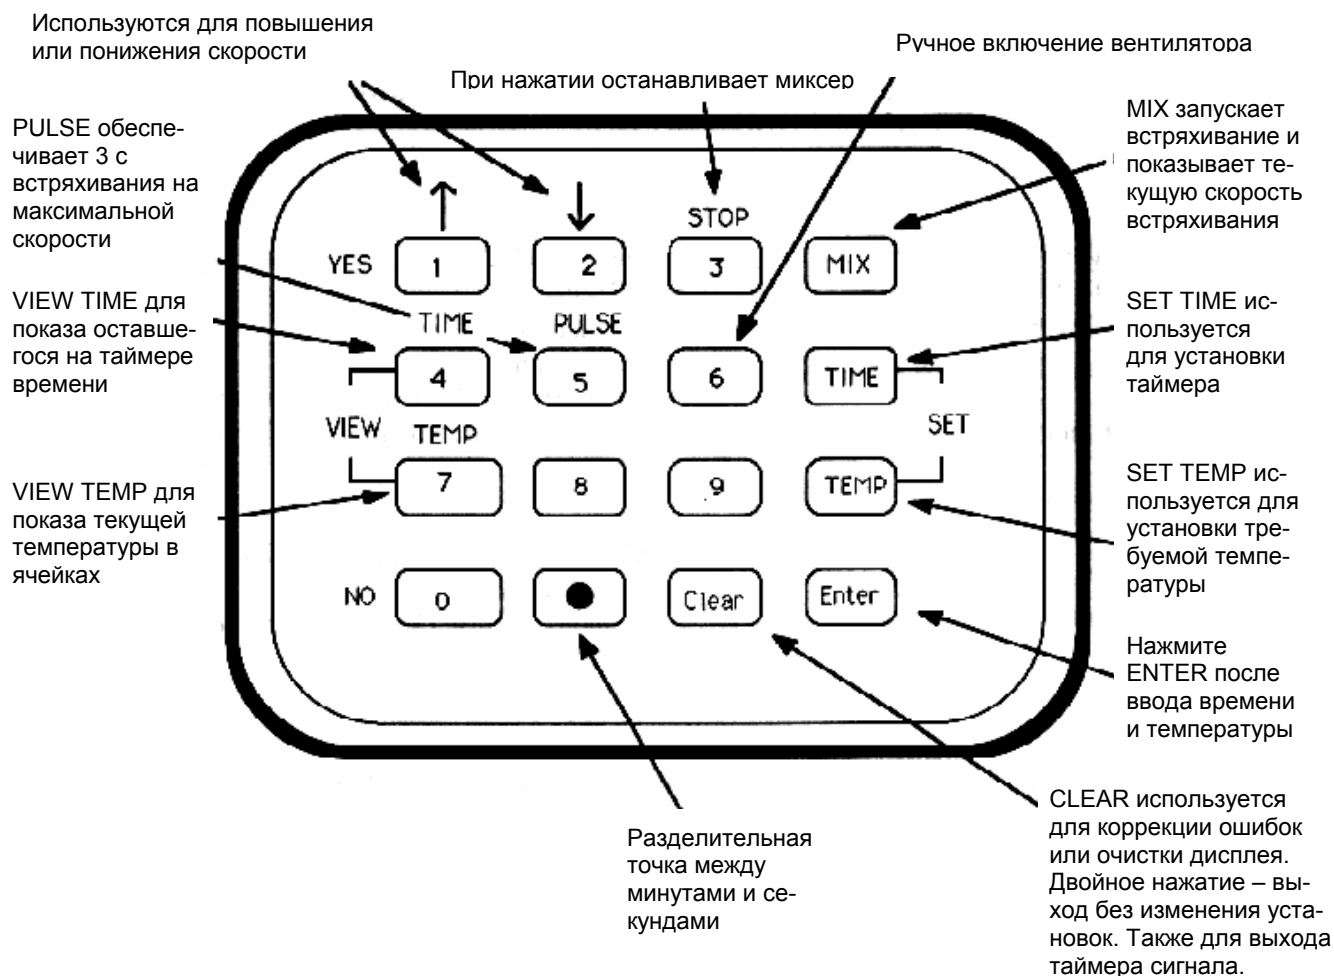 Используются для повышения
или понижения скорости
Ручное включение вентилятора
При нажатии останавливает миксер
PULSE обеспе-
чивает 3 с
встряхивания на
максимальной
скорости
MIX запускает
встряхивание и
показывает те-
кущую скорость
встряхивания
STOP
YES
1
2
3
MIX
VIEW TIME для
показа оставше-
гося на таймере
времени
SET TIME ис-
пользуется
для установки
таймера
TIME
PULSE
4
5
6
TIME
VIEW
TEMP
SET
7
8
9
TEMP
VIEW TEMP для
показа текущей
температуры в
ячейках
SET TEMP ис-
пользуется для
установки тре-
буемой темпе-
ратуры
NO
0
Clear
Enter
Нажмите
ENTER после
ввода времени
и температуры
Разделительная
точка между
минутами и се-
кундами
CLEAR используется
для коррекции ошибок
или очистки дисплея.
Двойное нажатие – вы-
ход без изменения уста-
новок. Также для выхода
таймера сигнала.